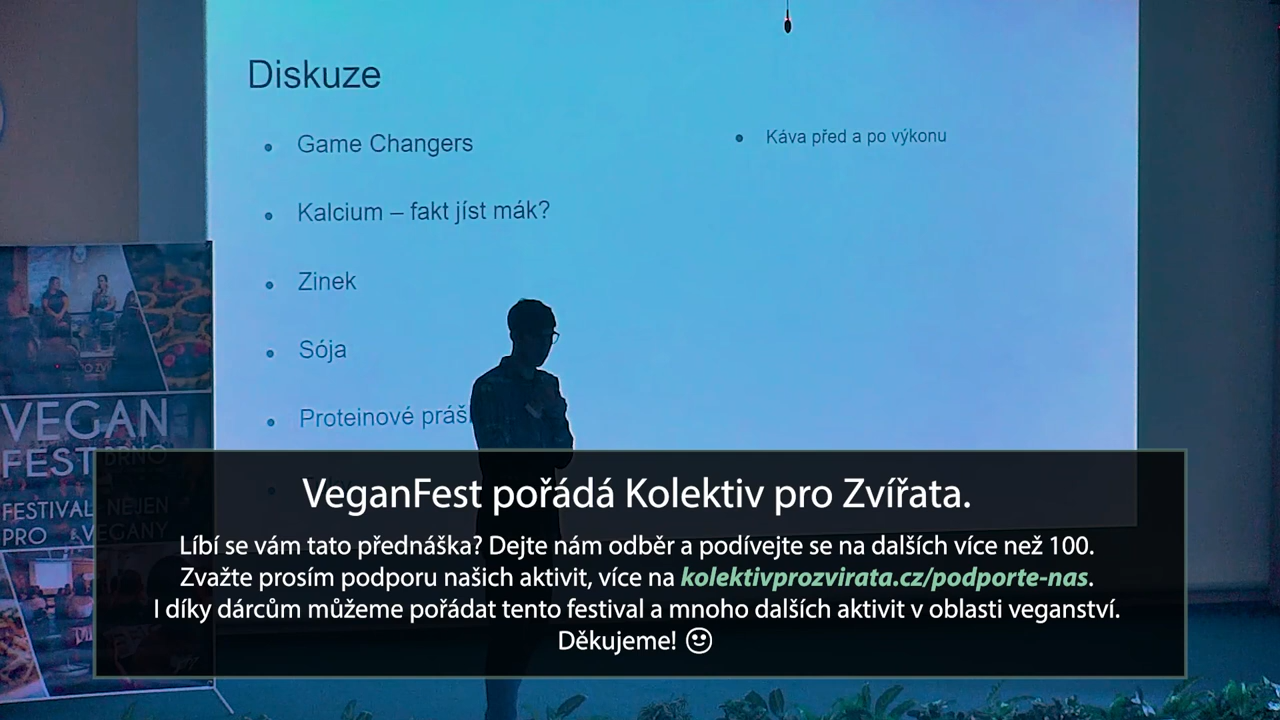 Diskuze
Game Changers
Kalcium – fakt jíst mák?
Zinek
Sója
Proteinové
Káva před a po výkonu
VEGAN
FEST BRNO
FESTIVAL NEJEN
PRO VEGANY
VeganFest pořádá Kolektiv pro Zvířata.
Líbí se vám tato přednáška? Dejte nám odběr a podívejte se na dalších více než 100.
Zvažte prosím podporu našich aktivit, více na kolektivprozvirata.cz/podporte-nas.
I díky dárcům můžeme pořádat tento festival a mnoho dalších aktivit v oblasti veganství.
Děkujeme! 🙂